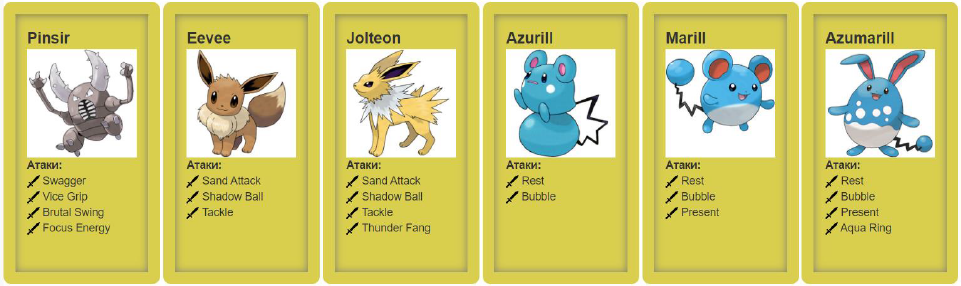 Pinsir
Атаки:
Swagger
Vice Grip
Brutal Swing
Focus Energy
Eevee
Атаки:
Sand Attack
Shadow Ball
Tackle
Jolteon
Атаки:
Sand Attack
Shadow Ball
Tackle
Thunder Fang
Azurill
Атаки:
Rest
Bubble
Marill
Атаки:
Rest
Bubble
Present
Azumarill
Атаки:
Rest
Bubble
Present
Aqua Ring